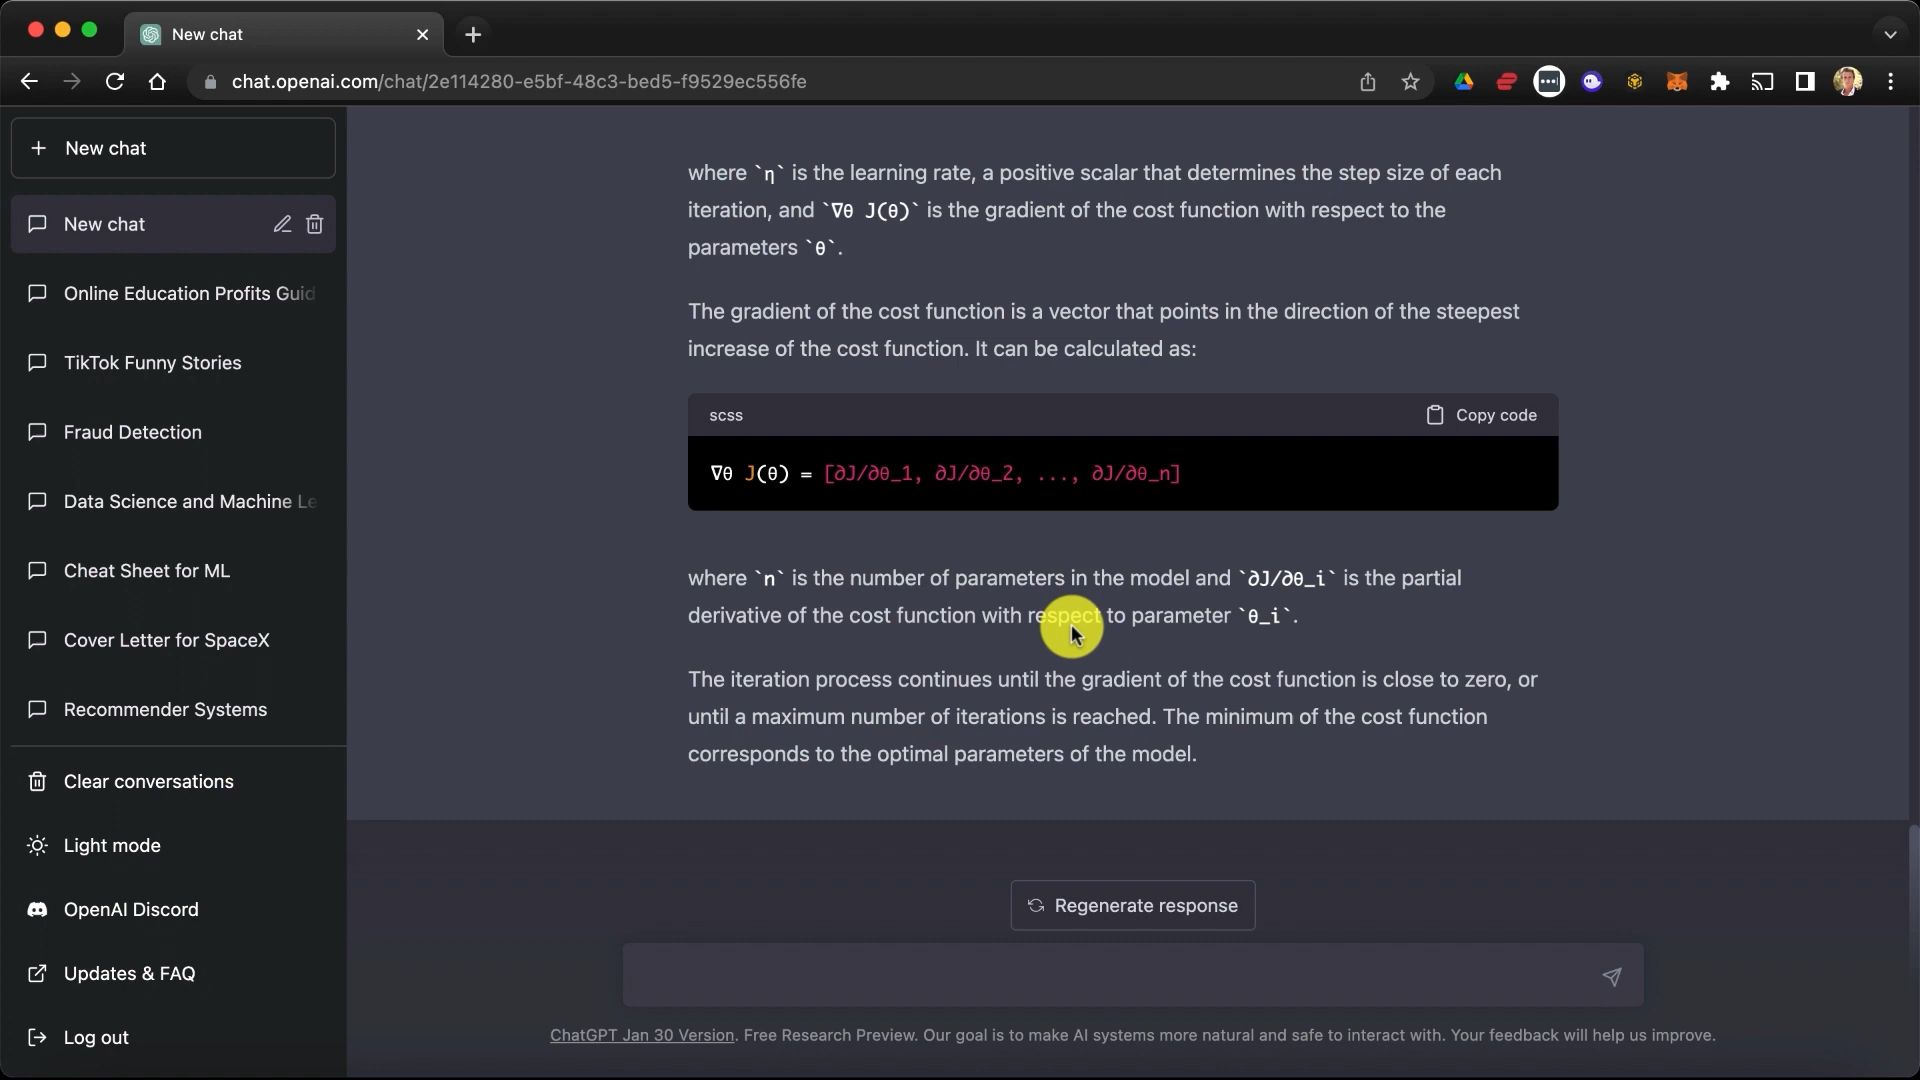 New chat
chat.openai.com/chat/2e114280-e5bf-48c3-bed5-f9529ec556fe
New chat
New chat
Online Education Profits Guid
TikTok Funny Stories
Fraud Detection
Data Science and Machine Le
Cheat Sheet for ML
Cover Letter for SpaceX
Recommender Systems
Clear conversations
Light mode
OpenAI Discord
Updates & FAQ
Log out
where `η` is the learning rate, a positive scalar that determines the step size of each
iteration, and `∇θ J(θ)` is the gradient of the cost function with respect to the
parameters `θ`.
The gradient of the cost function is a vector that points in the direction of the steepest
increase of the cost function. It can be calculated as:
scss
Copy code
∇θ J(θ) = [∂J/∂θ_1, ∂J/∂θ_2, ..., ∂J/∂θ_n]
where `n` is the number of parameters in the model and `∂J/∂θ_i` is the partial
derivative of the cost function with respect to parameter `θ_i`.
The iteration process continues until the gradient of the cost function is close to zero, or
until a maximum number of iterations is reached. The minimum of the cost function
corresponds to the optimal parameters of the model.
Regenerate response
ChatGPT Jan 30 Version. Free Research Preview. Our goal is to make AI systems more natural and safe to interact with. Your feedback will help us improve.